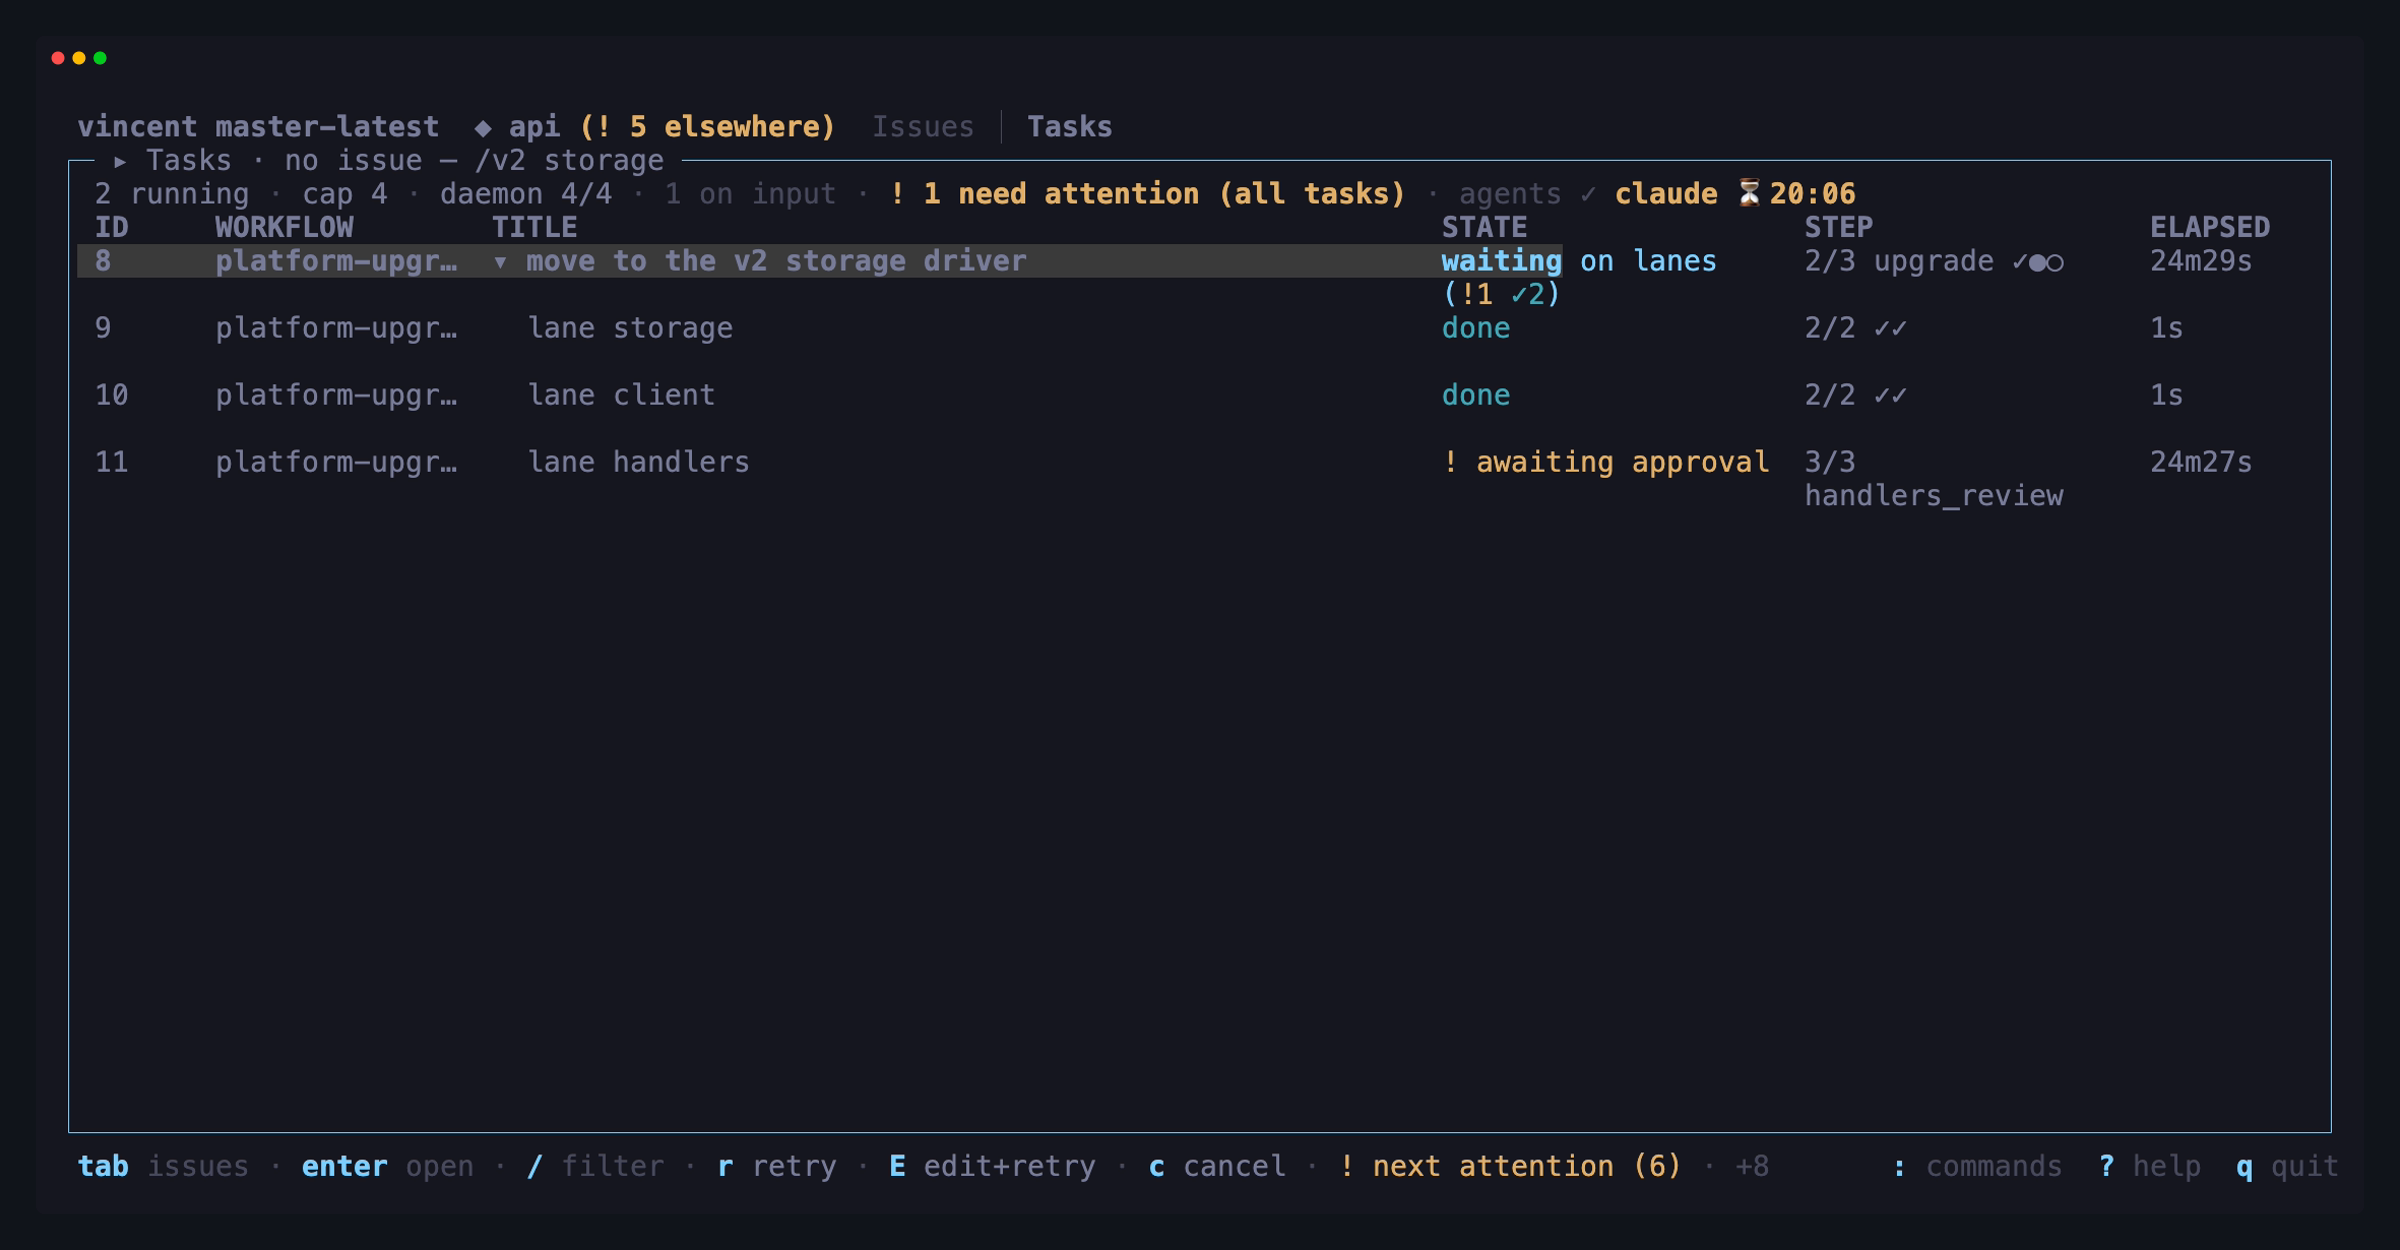 vincent master-latest ◆ api (! 5 elsewhere) Issues │ Tasks
▸ Tasks · no issue — /v2 storage
2 running · cap 4 · daemon 4/4 · 1 on input · ! 1 need attention (all tasks) · agents ✓ claude ⏳20:06
ID WORKFLOW TITLE STATE STEP ELAPSED
8 platform-upgr… ▾ move to the v2 storage driver waiting on lanes 2/3 upgrade ✓●○ 24m29s
(!1 ✓2)
9 platform-upgr… lane storage done 2/2 ✓✓ 1s
10 platform-upgr… lane client done 2/2 ✓✓ 1s
11 platform-upgr… lane handlers ! awaiting approval 3/3 24m27s
handlers_review
tab issues · enter open · / filter · r retry · E edit+retry · c cancel · ! next attention (6) · +8 : commands ? help q quit